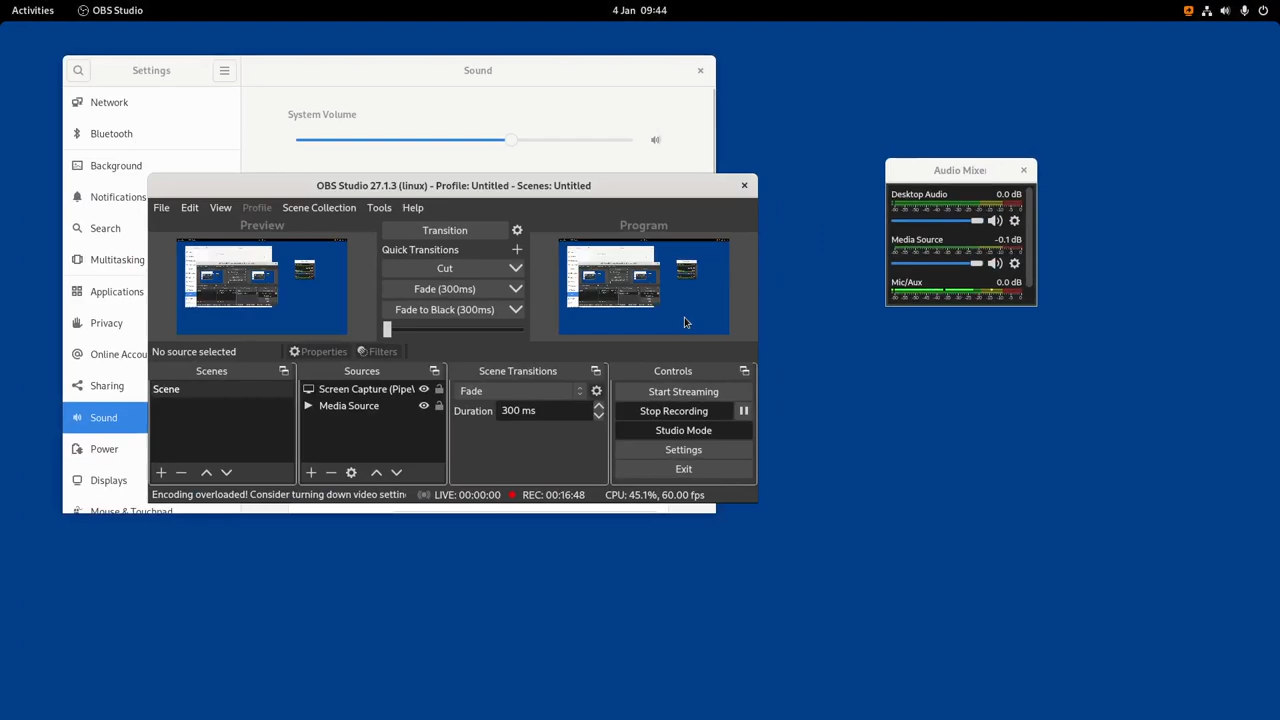 Activities
OBS Studio
4 Jan 09:44
Settings
Sound
Network
Bluetooth
Background
Notifications
Search
Multitasking
Applications
Privacy
Online Accou
Sharing
Sound
Power
Displays
Mouse & Touchpad
System Volume
OBS Studio 27.1.3 (linux) - Profile: Untitled - Scenes: Untitled
File Edit View Profile Scene Collection Tools Help
Preview
Transition
Program
Quick Transitions
Cut
Fade (300ms)
Fade to Black (300ms)
No source selected
Properties
Filters
Scenes
Sources
Scene Transitions
Controls
Scene
Screen Capture (PipeW
Media Source
Fade
Duration 300 ms
Start Streaming
Stop Recording
Studio Mode
Settings
Exit
Encoding overloaded! Consider turning down video settin
LIVE: 00:00:00
REC: 00:16:48
CPU: 45.1%, 60.00 fps
Audio Mixer
Desktop Audio 0.0 dB
Media Source -0.1 dB
Mic/Aux 0.0 dB